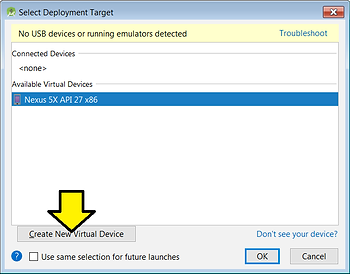 Select Deployment Target
No USB devices or running emulators detected Troubleshoot
Connected Devices
<none>
Available Virtual Devices
Nexus 5X API 27 x86
Create New Virtual Device Don't see your device?
? Use same selection for future launches OK Cancel